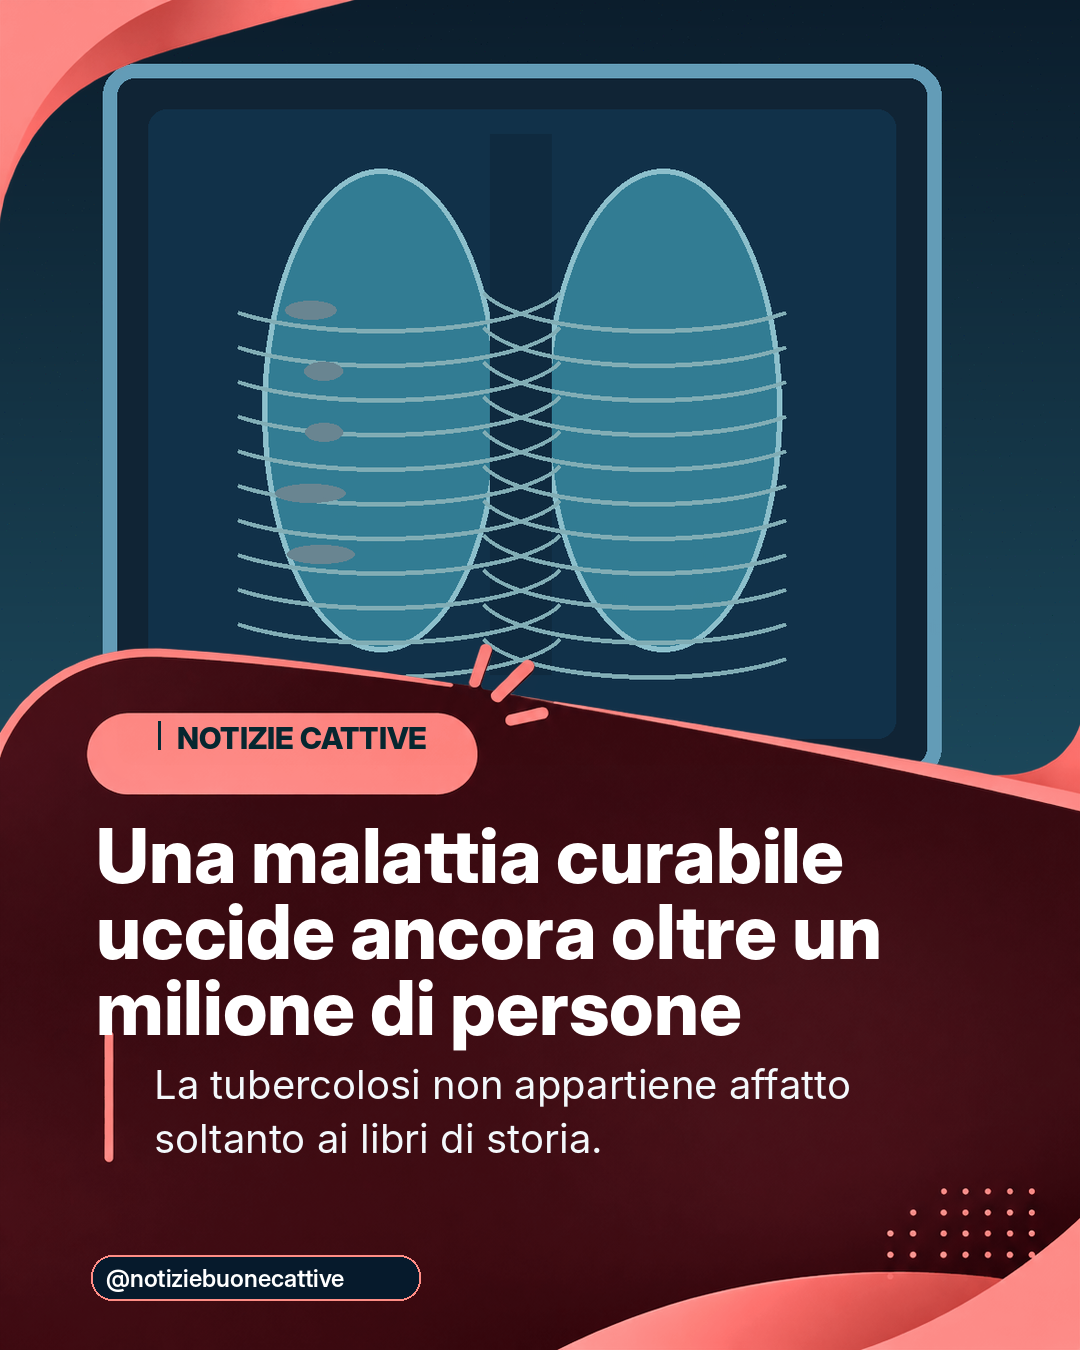 NOTIZIE CATTIVE
Una malattia curabile
uccide ancora oltre un
milione di persone
La tubercolosi non appartiene affatto
soltanto ai libri di storia.
@notiziebuonecattive